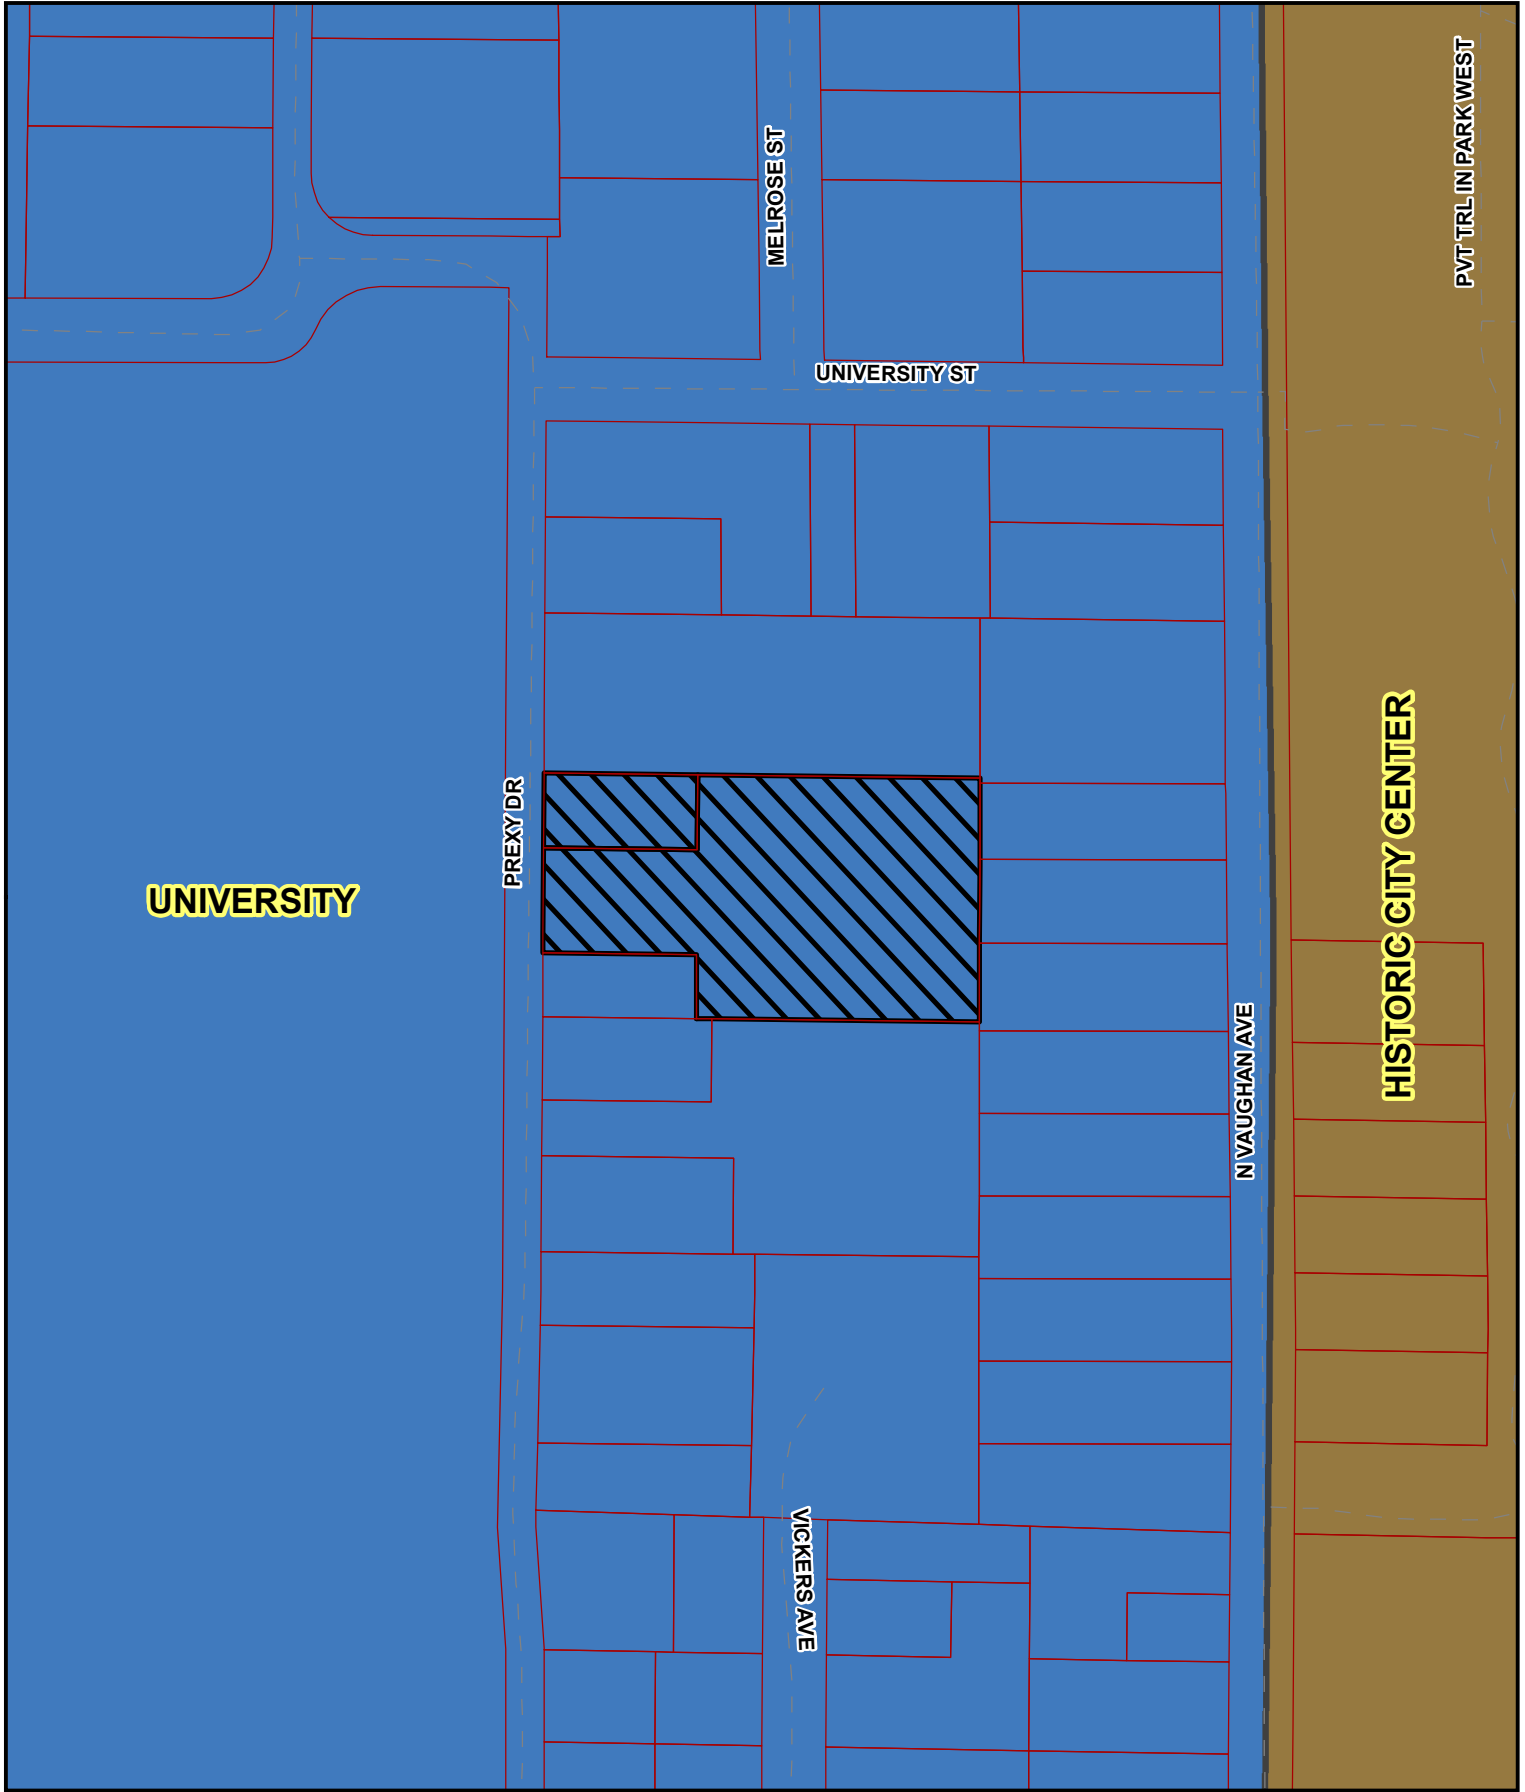 PVT TRL IN PARK WEST
MELROSE ST
UNIVERSITY ST
HISTORIC CITY CENTER
PREXY DR
UNIVERSITY
N VAUGHAN AVE
VICKERS AVE